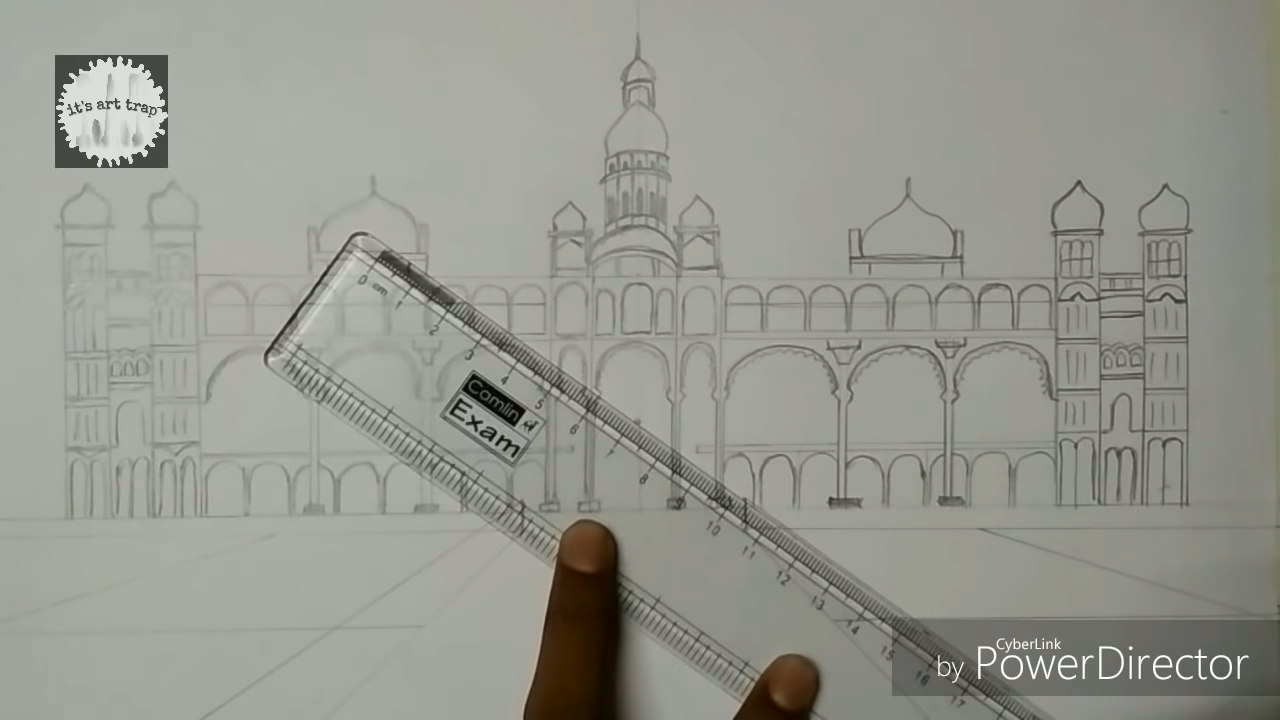 it's art trap
0 cm 1 2 3 4 5 6 7 8 9 10 11 12 13 14 15 16 17
Camlin
Exam
CyberLink
by PowerDirector